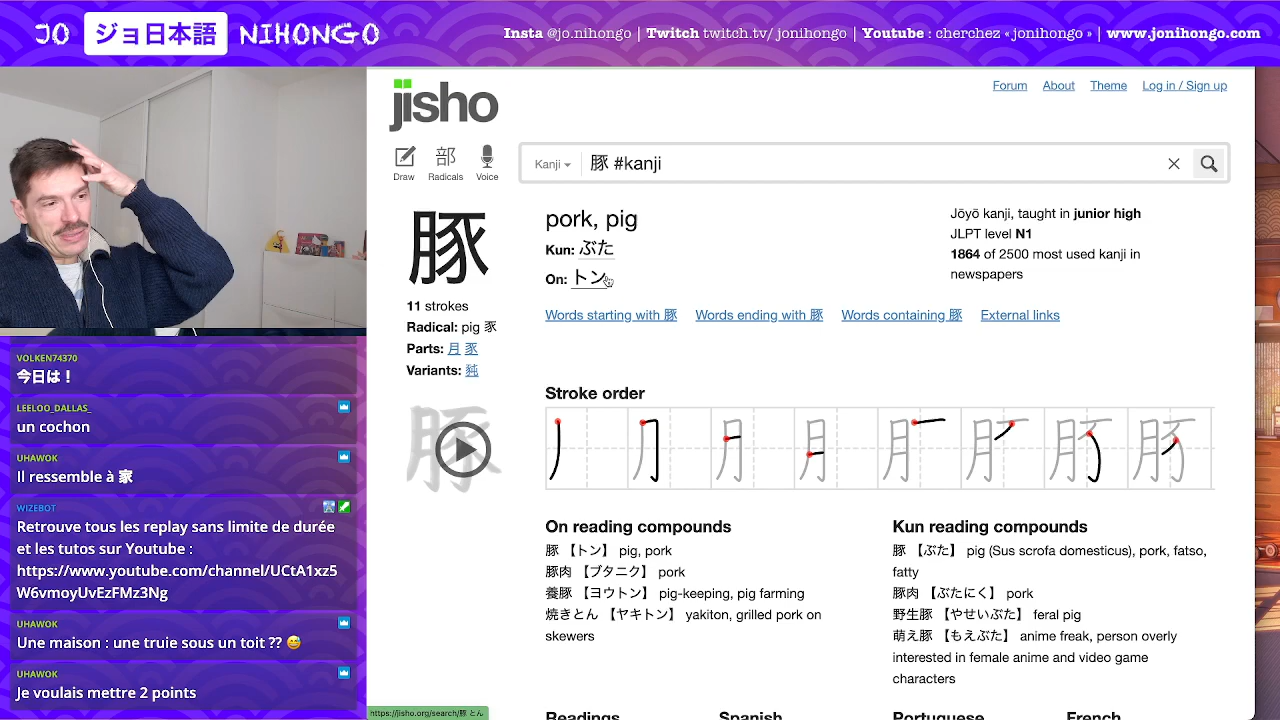 JO ジョ日本語 NIHONGO
Insta @jo.nihongo | Twitch twitch.tv/ jonihongo | Youtube : cherchez « jonihongo » | www.jonihongo.com
jisho
Forum About Theme Log in / Sign up
Draw Radicals Voice
Kanji 豚 #kanji
豚
11 strokes
Radical: pig 豕
Parts: 月 豕
Variants: 㹠
pork, pig
Kun: ぶた
On: トン
Jōyō kanji, taught in junior high
JLPT level N1
1864 of 2500 most used kanji in
newspapers
Words starting with 豚 Words ending with 豚 Words containing 豚 External links
Stroke order
On reading compounds
豚 【トン】 pig, pork
豚肉 【ブタニク】 pork
養豚 【ヨウトン】 pig-keeping, pig farming
焼きとん 【ヤキトン】 yakiton, grilled pork on
skewers
Kun reading compounds
豚 【ぶた】 pig (Sus scrofa domesticus), pork, fatso,
fatty
豚肉 【ぶたにく】 pork
野生豚 【やせいぶた】 feral pig
萌え豚 【もえぶた】 anime freak, person overly
interested in female anime and video game
characters
Readings Spanish Portuguese French
https://jisho.org/search/豚 とん
VOLKEN74370
今日は！
LEELOO_DALLAS_
un cochon
UHAWOK
Il ressemble à 家
WIZEBOT
Retrouve tous les replay sans limite de durée
et les tutos sur Youtube :
https://www.youtube.com/channel/UCtA1xz5
W6vmoyUvEzFMz3Ng
UHAWOK
Une maison : une truie sous un toit ??
UHAWOK
Je voulais mettre 2 points